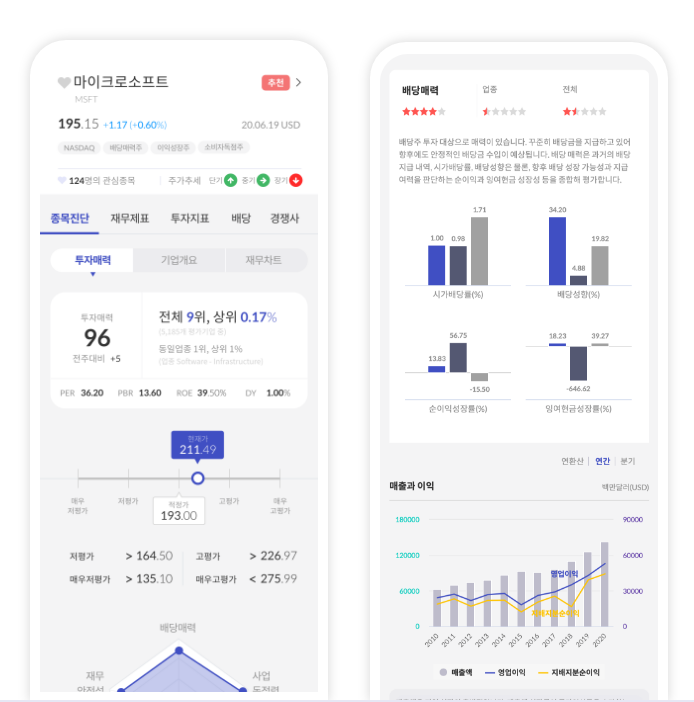 마이크로소프트
추천
MSFT
195.15 +1.17 (+0.60%)
20.06.19 USD
NASDAQ 배당매력주 이익성장주 소비자독점주
124명의 관심종목
주가추세 단기 중기 장기
종목진단 재무제표 투자지표 배당 경쟁사
투자매력 기업개요 재무차트
투자매력
96
전주대비 +5
전체 9위, 상위 0.17%
(5,185개 평가기업 중)
동일업종 1위, 상위 1%
(업종 Software - Infrastructure)
PER 36.20 PBR 13.60 ROE 39.50% DY 1.00%
현재가
211.49
매우
저평가
저평가
적정가
193.00
고평가
매우
고평가
저평가 > 164.50 고평가 > 226.97
매우저평가 > 135.10 매우고평가 < 275.99
배당매력
재무
안전성
사업
독점력
배당매력 업종 전체
배당주 투자 대상으로 매력이 있습니다. 꾸준히 배당금을 지급하고 있어
향후에도 안정적인 배당금 수입이 예상됩니다. 배당 매력은 과거의 배당
지급 내역, 시가배당률, 배당성향은 물론, 향후 배당 성장 가능성과 지급
여력을 판단하는 순이익과 잉여현금 성장성 등을 종합해 평가합니다.
1.00 0.98 1.71
시가배당률(%)
34.20 4.88 19.82
배당성향(%)
13.83 56.75 -15.50
순이익성장률(%)
18.23 -646.62 39.27
잉여현금성장률(%)
연환산 연간 분기
매출과 이익
백만달러(USD)
180000 90000
120000 60000
60000 30000
0 0
영업이익
지배지분순이익
2010 2011 2012 2013 2014 2015 2016 2017 2018 2019 2020
매출액 영업이익 지배지분순이익